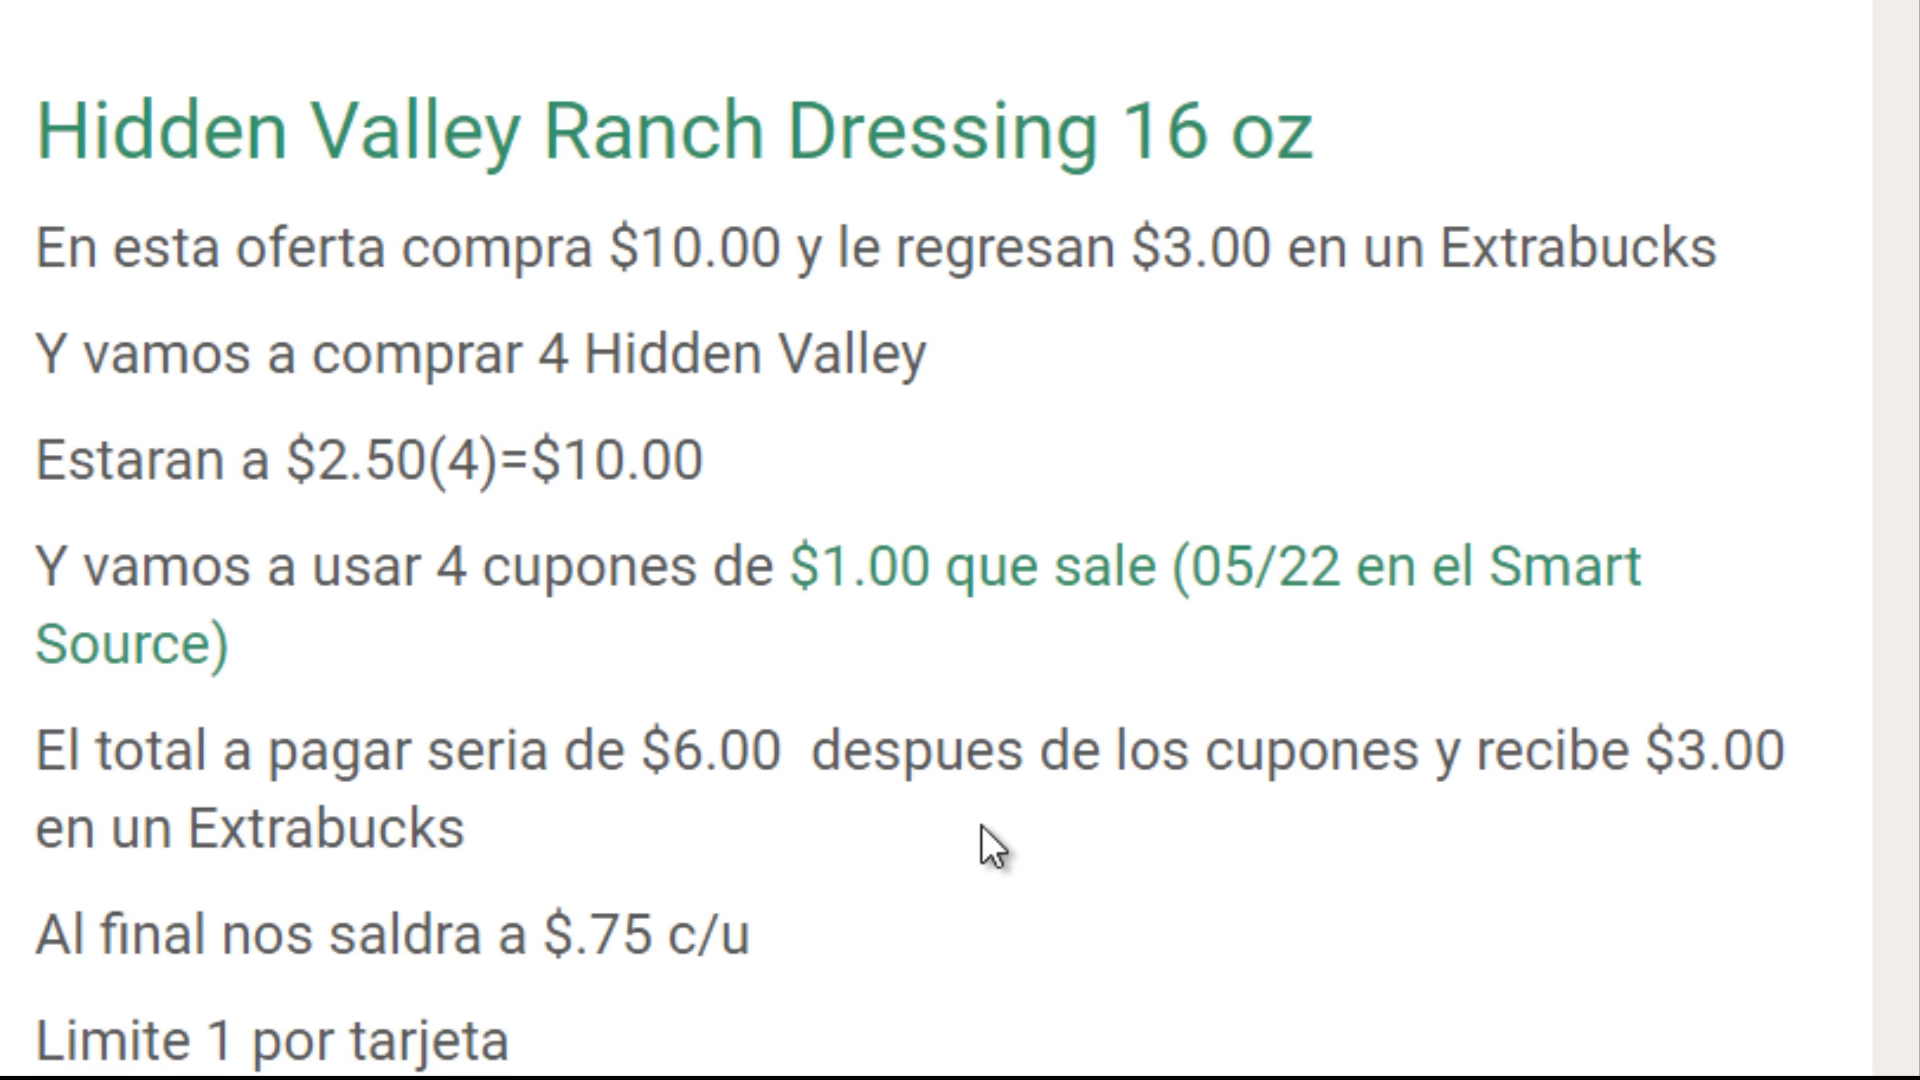 Hidden Valley Ranch Dressing 16 oz
En esta oferta compra $10.00 y le regresan $3.00 en un Extrabucks
Y vamos a comprar 4 Hidden Valley
Estaran a $2.50(4)=$10.00
Y vamos a usar 4 cupones de $1.00 que sale (05/22 en el Smart
Source)
El total a pagar seria de $6.00  despues de los cupones y recibe $3.00
en un Extrabucks
Al final nos saldra a $.75 c/u
Limite 1 por tarjeta